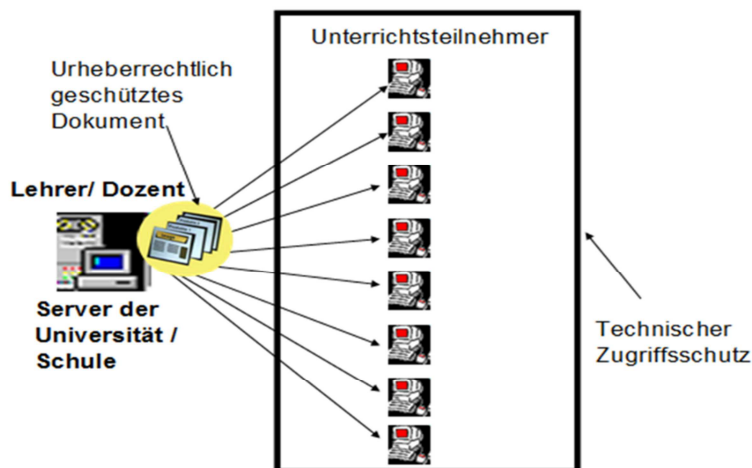 Unterrichtsteilnehmer
Urheberrechtlich
geschütztes
Dokument
Lehrer/ Dozent
Server der
Universität /
Schule
Technischer
Zugriffsschutz